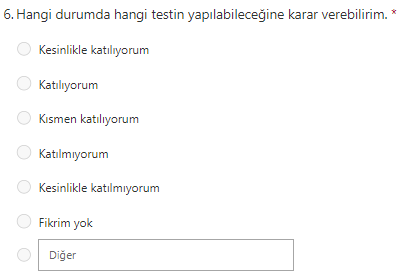 6. Hangi durumda hangi testin yapılabileceğine karar verebilirim. *
Kesinlikle katılıyorum
Katılıyorum
Kısmen katılıyorum
Katılmıyorum
Kesinlikle katılmıyorum
Fikrim yok
Diğer